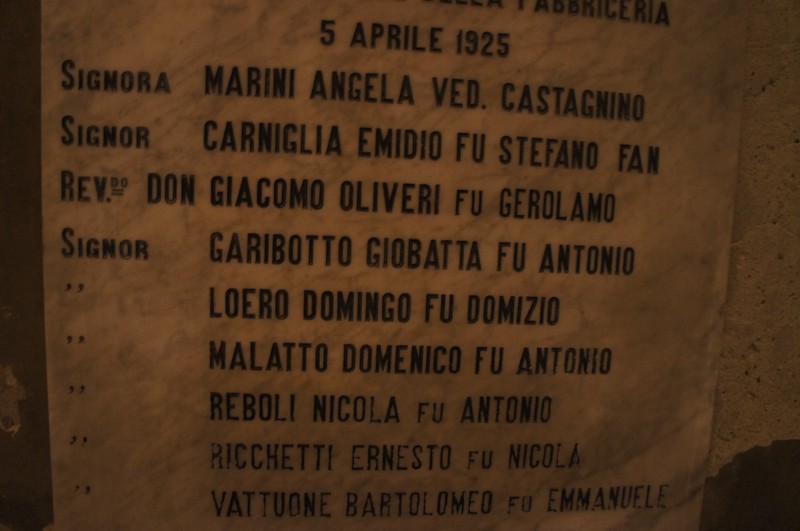 DELLA FABBRICERIA
5 APRILE 1925
SIGNORA MARINI ANGELA VED. CASTAGNINO
SIGNOR CARNIGLIA EMIDIO FU STEFANO FAN
REV.DO DON GIACOMO OLIVERI FU GEROLAMO
SIGNOR GARIBOTTO GIOBATTA FU ANTONIO
" LOERO DOMINGO FU DOMIZIO
" MALATTO DOMENICO FU ANTONIO
" REBOLI NICOLA FU ANTONIO
" RICCHETTI ERNESTO FU NICOLA
" VATTUONE BARTOLOMEO FU EMMANUELE